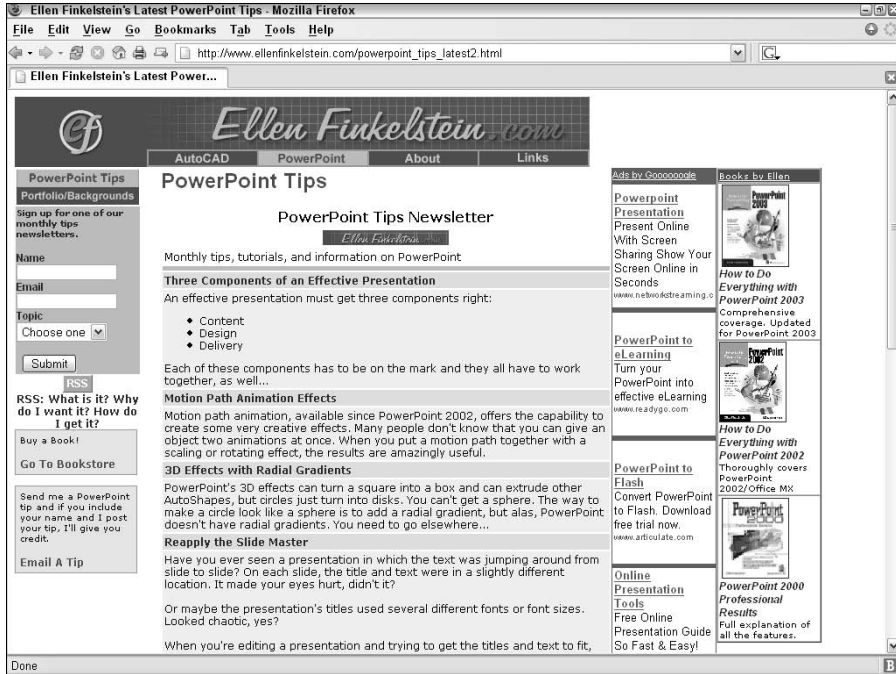 Ellen Finkelstein's Latest PowerPoint Tips - Mozilla Firefox
File Edit View Go Bookmarks Tab Tools Help
http://www.ellenfinkelstein.com/powerpoint_tips_latest2.html
G
Ellen Finkelstein's Latest Power...
ef
Ellen Finkelstein.com
AutoCAD PowerPoint About Links
PowerPoint Tips
Portfolio/Backgrounds
Sign up for one of our
monthly tips
newsletters.
Name
Email
Topic
Choose one
Submit
RSS
RSS: What is it? Why
do I want it? How do
I get it?
Buy a Book!
Go To Bookstore
Send me a PowerPoint
tip and if you include
your name and I post
your tip, I'll give you
credit.
Email A Tip
PowerPoint Tips
PowerPoint Tips Newsletter
Ellen Finkelstein
Monthly tips, tutorials, and information on PowerPoint
Three Components of an Effective Presentation
An effective presentation must get three components right:
Content
Design
Delivery
Each of these components has to be on the mark and they all have to work
together, as well...
Motion Path Animation Effects
Motion path animation, available since PowerPoint 2002, offers the capability to
create some very creative effects. Many people don't know that you can give an
object two animations at once. When you put a motion path together with a
scaling or rotating effect, the results are amazingly useful.
3D Effects with Radial Gradients
PowerPoint's 3D effects can turn a square into a box and can extrude other
AutoShapes, but circles just turn into disks. You can't get a sphere. The way to
make a circle look like a sphere is to add a radial gradient, but alas, PowerPoint
doesn't have radial gradients. You need to go elsewhere...
Reapply the Slide Master
Have you ever seen a presentation in which the text was jumping around from
slide to slide? On each slide, the title and text were in a slightly different
location. It made your eyes hurt, didn't it?
Or maybe the presentation's titles used several different fonts or font sizes.
Looked chaotic, yes?
When you're editing a presentation and trying to get the titles and text to fit,
Ads by Goooooogle
Powerpoint
Presentation
Present Online
With Screen
Sharing Show Your
Screen Online in
Seconds
www.networkstreaming.c
PowerPoint to
eLearning
Turn your
PowerPoint into
effective eLearning
www.readygo.com
PowerPoint to
Flash
Convert PowerPoint
to Flash. Download
free trial now.
www.articulate.com
Online
Presentation
Tools
Free Online
Presentation Guide
So Fast & Easy!
Books by Ellen
PowerPoint
2003
How to Do
Everything with
PowerPoint 2003
Comprehensive
coverage. Updated
for PowerPoint 2003
PowerPoint
2002
How to Do
Everything with
PowerPoint 2002
Thoroughly covers
PowerPoint
2002/Office MX
PowerPoint
2000
PowerPoint 2000
Professional
Results
Full explanation of
all the features.
Done
B